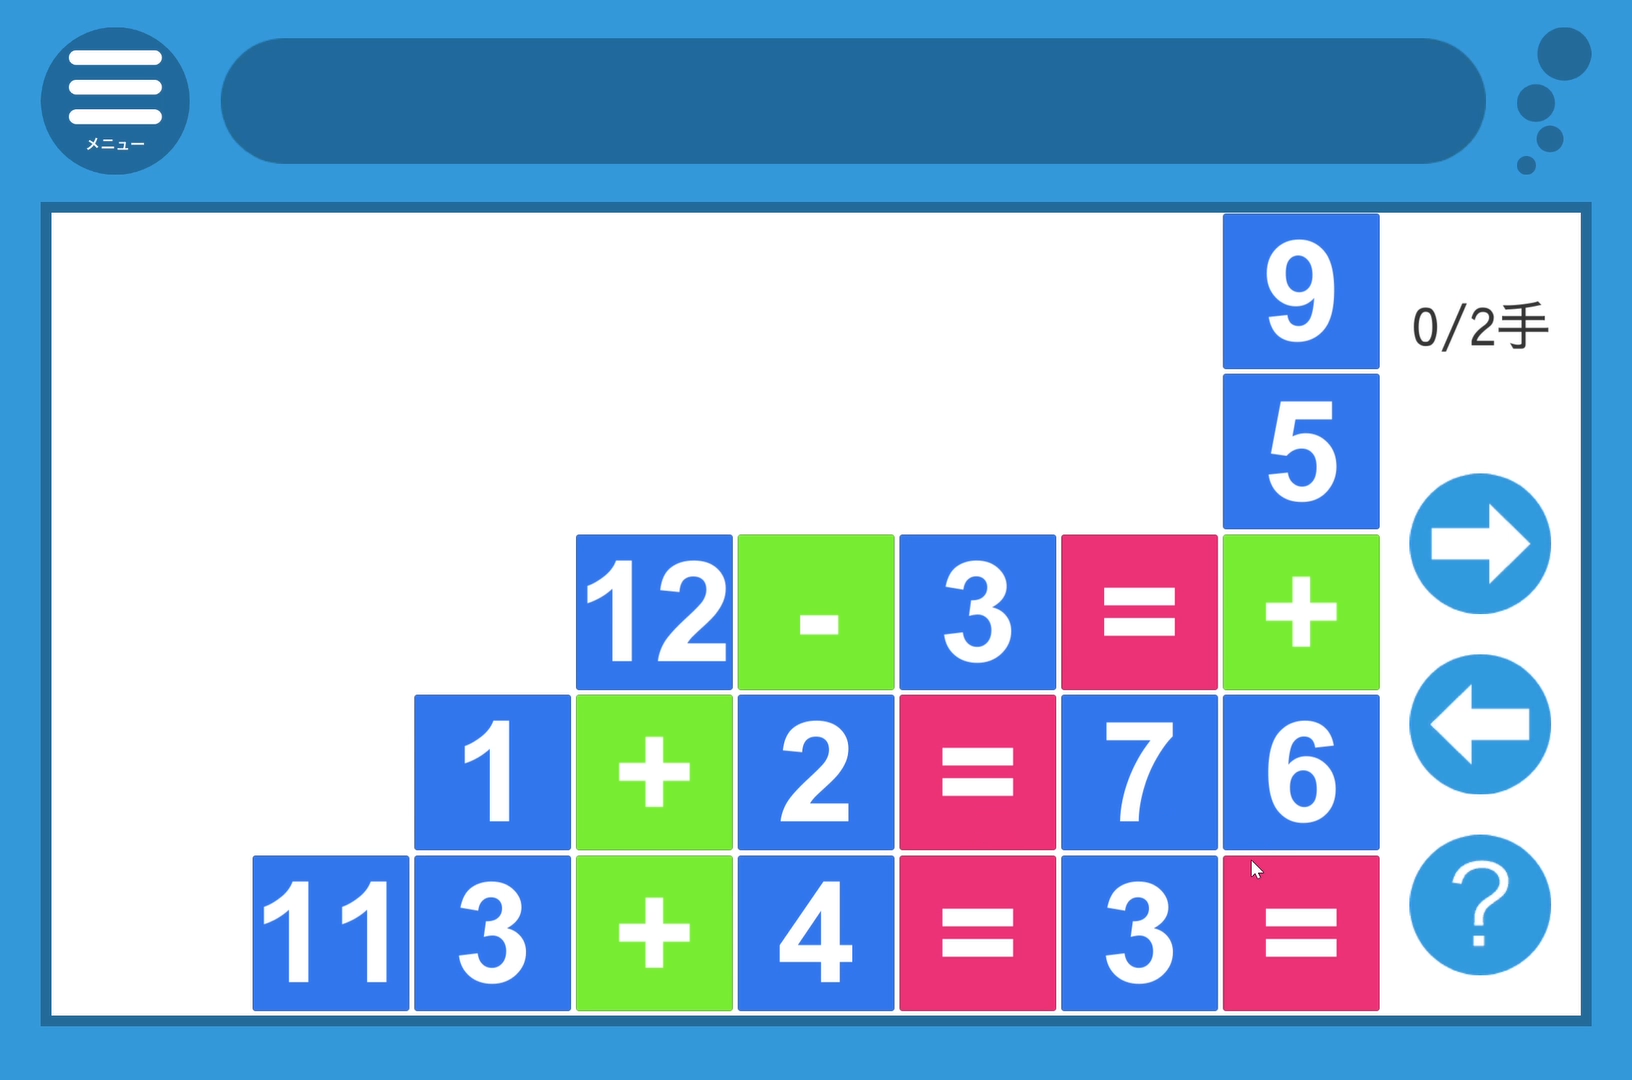 メニュー
9
0/2手
5
12 - 3 = +
1 + 2 = 7 6
11 3 + 4 = 3 =
?